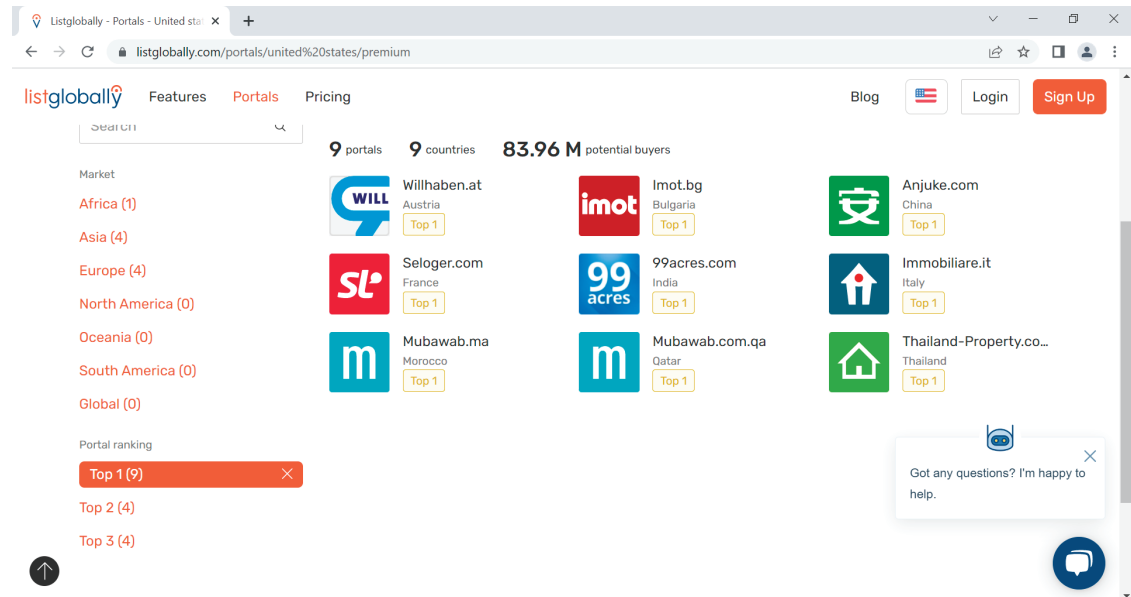 Listglobally - Portals - United sta
listglobally.com/portals/united%20states/premium
listglobally Features Portals Pricing Blog Login Sign Up
Search
9 portals 9 countries 83.96 M potential buyers
Market
Africa (1)
Asia (4)
Europe (4)
North America (0)
Oceania (0)
South America (0)
Global (0)
Portal ranking
Top 1 (9)
Top 2 (4)
Top 3 (4)
WILL
Willhaben.at
Austria
Top 1
imot
Imot.bg
Bulgaria
Top 1
安
Anjuke.com
China
Top 1
SL
Seloger.com
France
Top 1
99
acres
99acres.com
India
Top 1
Immobiliare.it
Italy
Top 1
m
Mubawab.ma
Morocco
Top 1
m
Mubawab.com.qa
Qatar
Top 1
Thailand-Property.co...
Thailand
Top 1
Got any questions? I'm happy to
help.